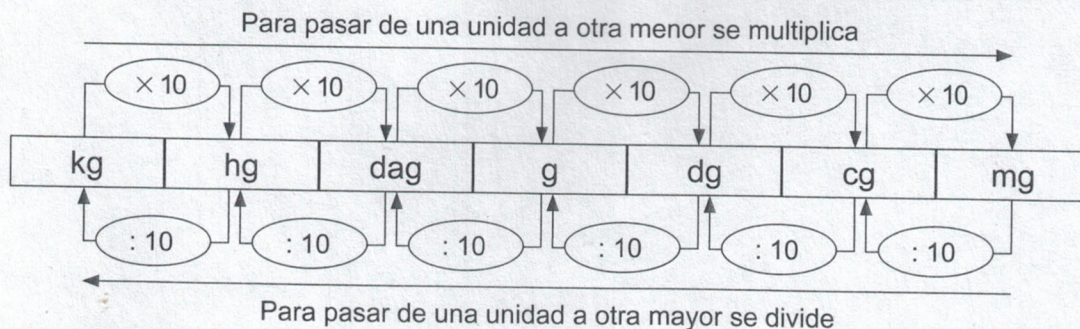 Para pasar de una unidad a otra menor se multiplica
× 10 × 10 × 10 × 10 × 10 × 10
kg hg dag g dg cg mg
: 10 : 10 : 10 : 10 : 10 : 10
Para pasar de una unidad a otra mayor se divide